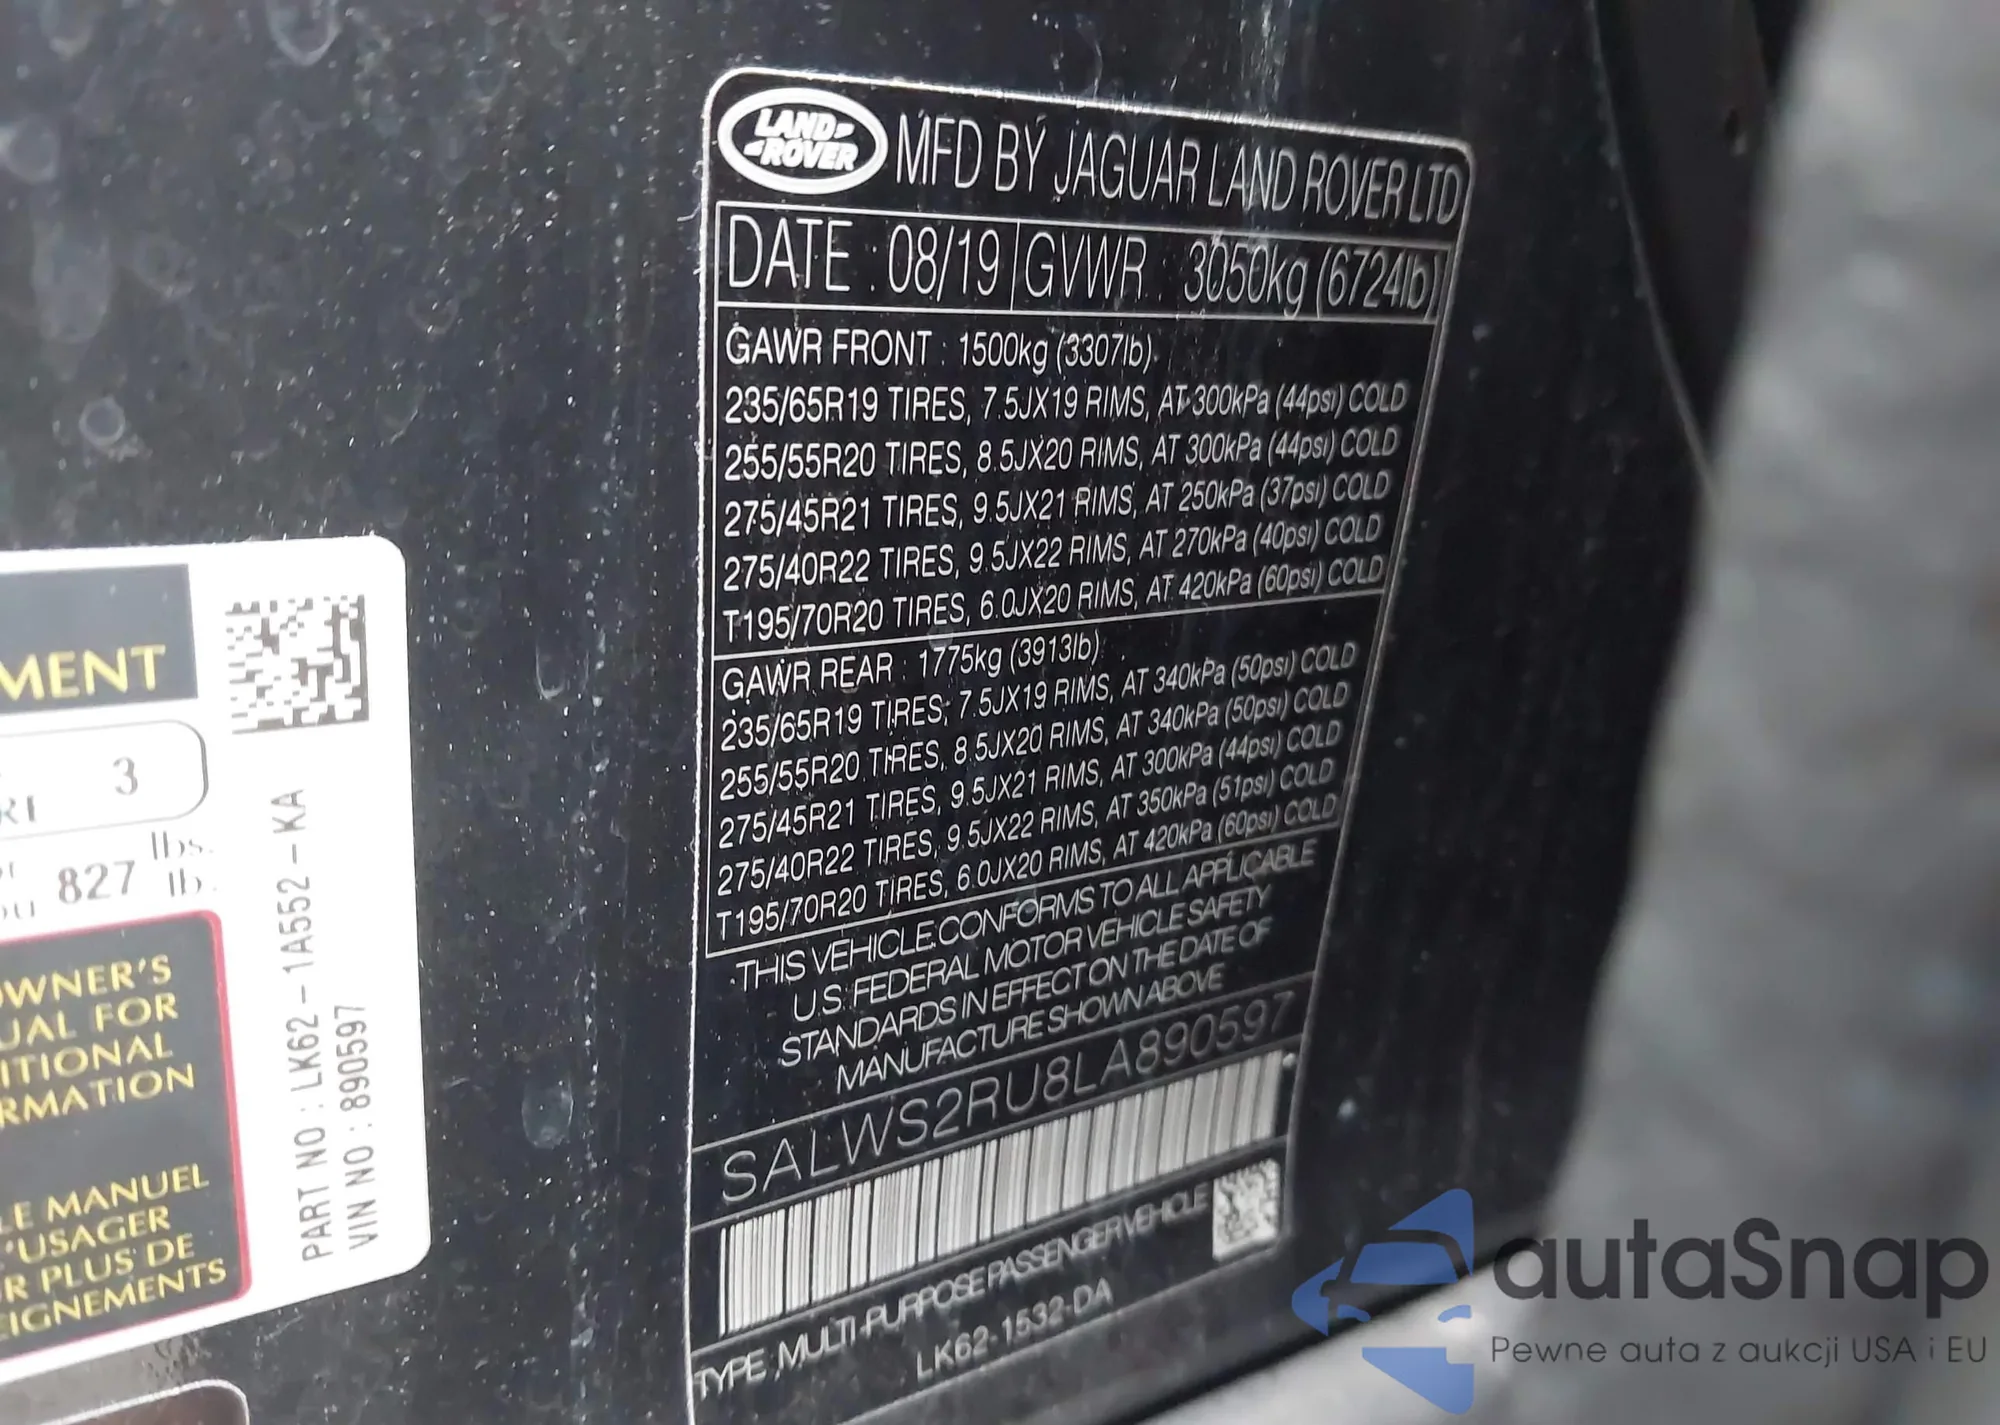 LAND-
-ROVER
MFD BY JAGUAR LAND ROVER LTD
DATE : 08/19 GVWR : 3050kg (6724lb)
GAWR FRONT : 1500kg (3307lb)
235/65R19 TIRES, 7.5JX19 RIMS, AT 300kPa (44psi) COLD
255/55R20 TIRES, 8.5JX20 RIMS, AT 300kPa (44psi) COLD
275/45R21 TIRES, 9.5JX21 RIMS, AT 250kPa (37psi) COLD
275/40R22 TIRES, 9.5JX22 RIMS, AT 270kPa (40psi) COLD
T195/70R20 TIRES, 6.0JX20 RIMS, AT 420kPa (60psi) COLD
GAWR REAR : 1775kg (3913lb)
235/65R19 TIRES, 7.5JX19 RIMS, AT 340kPa (50psi) COLD
255/55R20 TIRES, 8.5JX20 RIMS, AT 340kPa (50psi) COLD
275/45R21 TIRES, 9.5JX21 RIMS, AT 300kPa (44psi) COLD
275/40R22 TIRES, 9.5JX22 RIMS, AT 350kPa (51psi) COLD
T195/70R20 TIRES, 6.0JX20 RIMS, AT 420kPa (60psi) COLD
THIS VEHICLE CONFORMS TO ALL APPLICABLE
U.S. FEDERAL MOTOR VEHICLE SAFETY
STANDARDS IN EFFECT ON THE DATE OF
MANUFACTURE SHOWN ABOVE
SALWS2RU8LA890597
TYPE : MULTI-PURPOSE PASSENGER VEHICLE
LK62-1532-DA
MENT
3
827 lbs.
lb.
OWNER'S
UAL FOR
ITIONAL
RMATION
LE MANUEL
'USAGER
R PLUS DE
EIGNEMENTS
PART NO : LK62-1A552-KA
VIN NO : 890597
autaSnap
Pewne auta z aukcji USA i EU